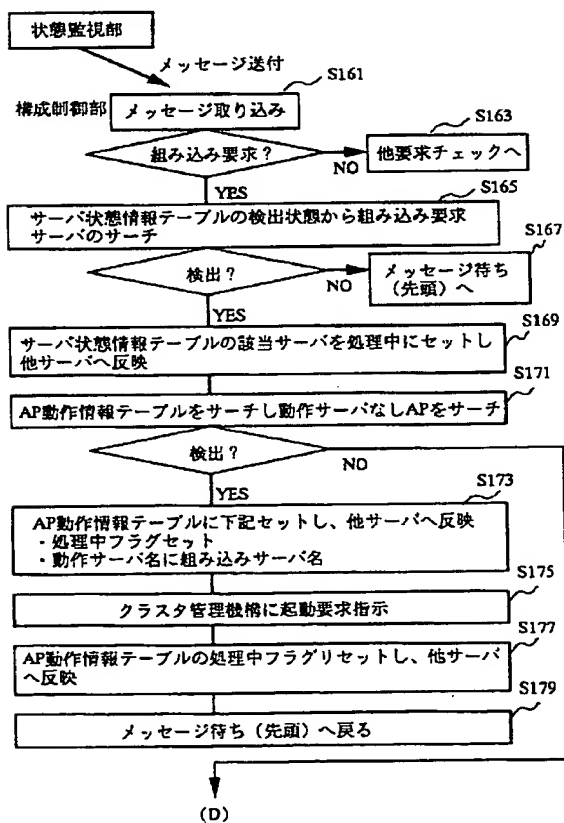 状態監視部
メッセージ送付
S161
構成制御部
メッセージ取り込み
S163
組み込み要求？
NO
他要求チェックへ
YES
S165
サーバ状態情報テーブルの検出状態から組み込み要求
サーバのサーチ
S167
検出？
NO
メッセージ待ち
（先頭）へ
YES
S169
サーバ状態情報テーブルの該当サーバを処理中にセットし
他サーバへ反映
S171
AP動作情報テーブルをサーチし動作サーバなしAPをサーチ
検出？
NO
YES
S173
AP動作情報テーブルに下記セットし、他サーバへ反映
・処理中フラグセット
・動作サーバ名に組み込みサーバ名
S175
クラスタ管理機構に起動要求指示
S177
AP動作情報テーブルの処理中フラグリセットし、他サーバ
へ反映
S179
メッセージ待ち（先頭）へ戻る
(D)